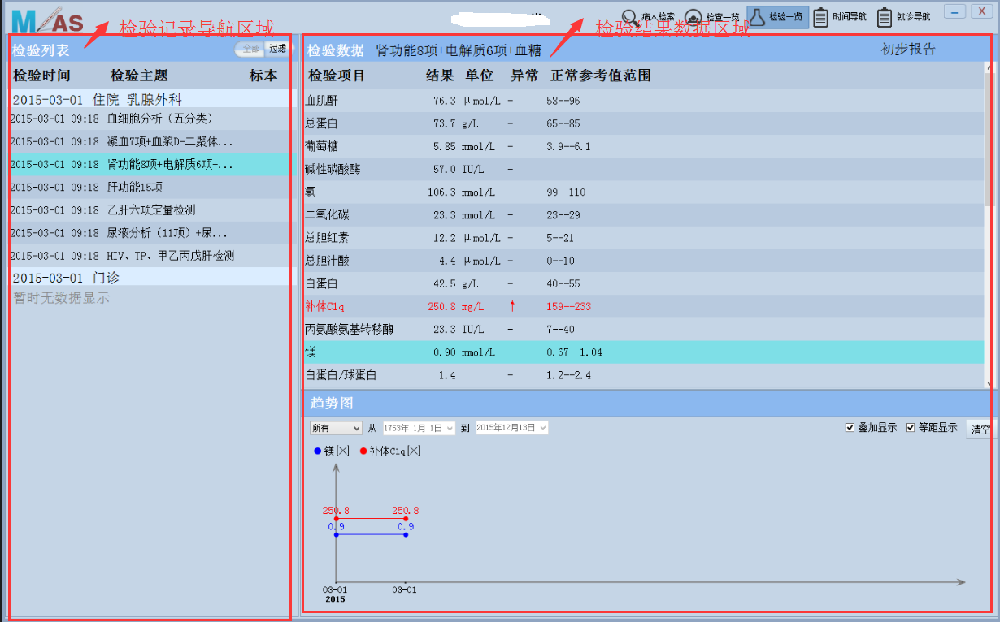 MAS
病人检索 检查一览 检验一览 时间导航 就诊导航
检验记录导航区域
检验结果数据区域
检验列表 全部 过滤
检验时间 检验主题 标本
2015-03-01 住院 乳腺外科
2015-03-01 09:18 血细胞分析（五分类）
2015-03-01 09:18 凝血7项+血浆D-二聚体...
2015-03-01 09:18 肾功能8项+电解质6项+...
2015-03-01 09:18 肝功能15项
2015-03-01 09:18 乙肝六项定量检测
2015-03-01 09:18 尿液分析（11项）+尿...
2015-03-01 09:18 HIV、TP、甲乙丙戊肝检测
2015-03-01 门诊
暂时无数据显示
检验数据 肾功能8项+电解质6项+血糖 初步报告
检验项目 结果 单位 异常 正常参考值范围
血肌酐 76.3 μmol/L - 58--96
总蛋白 73.7 g/L - 65--85
葡萄糖 5.85 mmol/L - 3.9--6.1
碱性磷酸酶 57.0 IU/L -
氯 106.3 mmol/L - 99--110
二氧化碳 23.3 mmol/L - 23--29
总胆红素 12.2 μmol/L - 5--21
总胆汁酸 4.4 μmol/L - 0--10
白蛋白 42.5 g/L - 40--55
补体C1q 250.8 mg/L ↑ 159--233
丙氨酸氨基转移酶 23.3 IU/L - 7--40
镁 0.90 mmol/L - 0.67--1.04
白蛋白/球蛋白 1.4 - 1.2--2.4
趋势图
所有 从 1753年 1月 1日 到 2015年12月13日 叠加显示 等距显示 清空
镁[X] 补体C1q[X]
250.8 250.8
0.9 0.9
03-01 03-01
2015